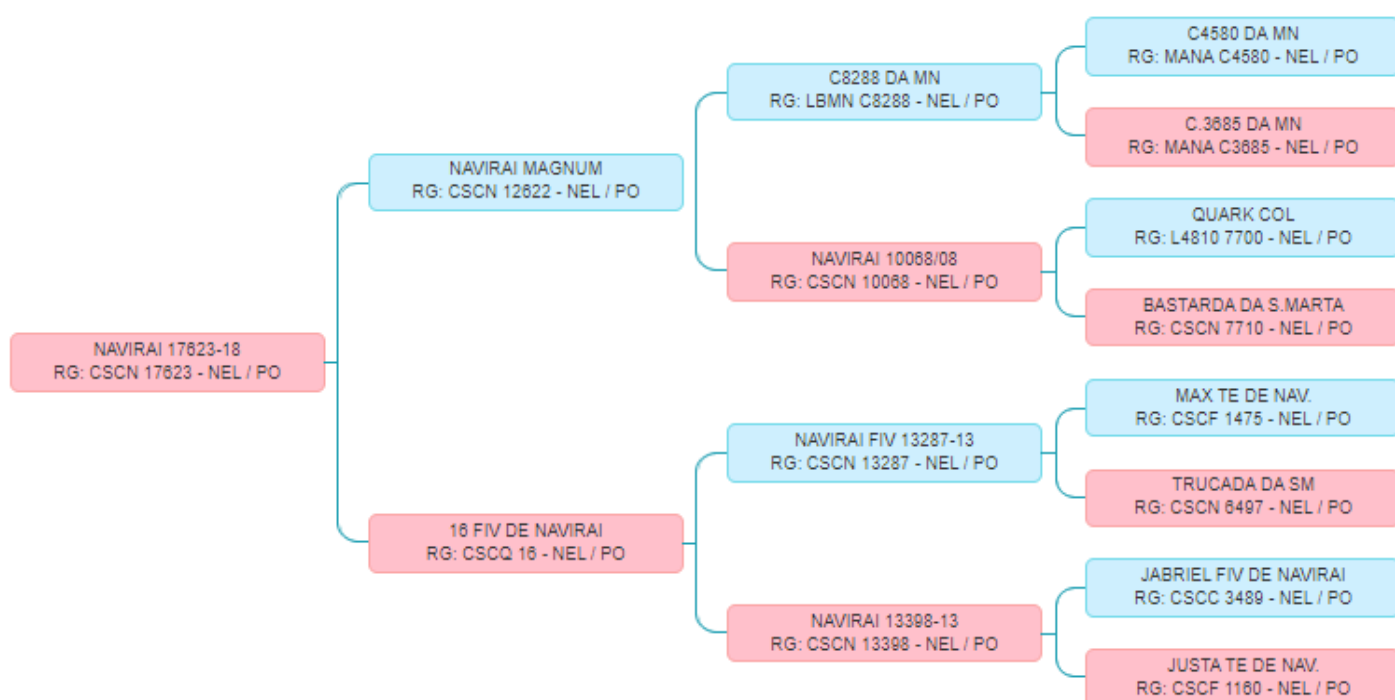 NAVIRAI 17623-18
RG: CSCN 17623 - NEL / PO
NAVIRAI MAGNUM
RG: CSCN 12622 - NEL / PO
16 FIV DE NAVIRAI
RG: CSCQ 16 - NEL / PO
C8288 DA MN
RG: LBMN C8288 - NEL / PO
NAVIRAI 10068/08
RG: CSCN 10068 - NEL / PO
NAVIRAI FIV 13287-13
RG: CSCN 13287 - NEL / PO
NAVIRAI 13398-13
RG: CSCN 13398 - NEL / PO
C4580 DA MN
RG: MANA C4580 - NEL / PO
C.3685 DA MN
RG: MANA C3685 - NEL / PO
QUARK COL
RG: L4810 7700 - NEL / PO
BASTARDA DA S.MARTA
RG: CSCN 7710 - NEL / PO
MAX TE DE NAV.
RG: CSCF 1475 - NEL / PO
TRUCADA DA SM
RG: CSCN 6497 - NEL / PO
JABRIEL FIV DE NAVIRAI
RG: CSCC 3489 - NEL / PO
JUSTA TE DE NAV.
RG: CSCF 1160 - NEL / PO